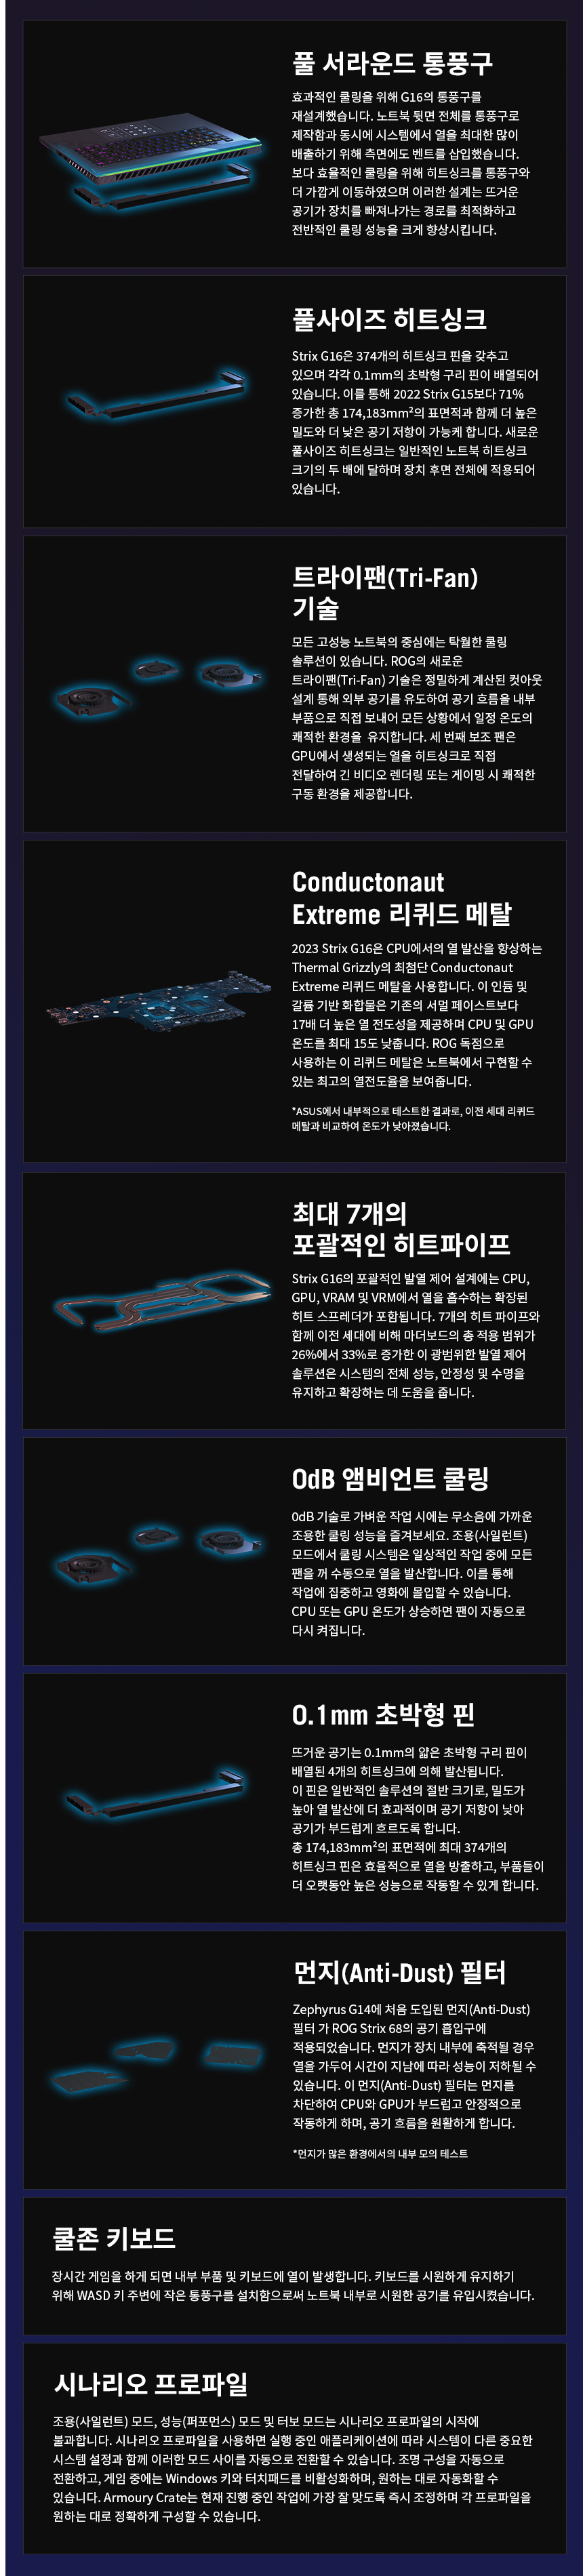 풀 서라운드 통풍구
효과적인 쿨링을 위해 G16의 통풍구를
재설계했습니다. 노트북 뒷면 전체를 통풍구로
제작함과 동시에 시스템에서 열을 최대한 많이
배출하기 위해 측면에도 벤트를 삽입했습니다.
보다 효율적인 쿨링을 위해 히트싱크를 통풍구와
더 가깝게 이동하였으며 이러한 설계는 뜨거운
공기가 장치를 빠져나가는 경로를 최적화하고
전반적인 쿨링 성능을 크게 향상시킵니다.
풀사이즈 히트싱크
Strix G16은 374개의 히트싱크 핀을 갖추고
있으며 각각 0.1mm의 초박형 구리 핀이 배열되어
있습니다. 이를 통해 2022 Strix G15보다 71%
증가한 총 174,183mm²의 표면적과 함께 더 높은
밀도와 더 낮은 공기 저항이 가능케 합니다. 새로운
풀사이즈 히트싱크는 일반적인 노트북 히트싱크
크기의 두 배에 달하며 장치 후면 전체에 적용되어
있습니다.
트라이팬(Tri-Fan)
기술
모든 고성능 노트북의 중심에는 탁월한 쿨링
솔루션이 있습니다. ROG의 새로운
트라이팬(Tri-Fan) 기술은 정밀하게 계산된 컷아웃
설계 통해 외부 공기를 유도하여 공기 흐름을 내부
부품으로 직접 보내어 모든 상황에서 일정 온도의
쾌적한 환경을 유지합니다. 세 번째 보조 팬은
GPU에서 생성되는 열을 히트싱크로 직접
전달하여 긴 비디오 렌더링 또는 게이밍 시 쾌적한
구동 환경을 제공합니다.
Conductonaut
Extreme 리퀴드 메탈
2023 Strix G16은 CPU에서의 열 발산을 향상하는
Thermal Grizzly의 최첨단 Conductonaut
Extreme 리퀴드 메탈을 사용합니다. 이 인듐 및
갈륨 기반 화합물은 기존의 서멀 페이스트보다
17배 더 높은 열 전도성을 제공하며 CPU 및 GPU
온도를 최대 15도 낮춥니다. ROG 독점으로
사용하는 이 리퀴드 메탈은 노트북에서 구현할 수
있는 최고의 열전도율을 보여줍니다.
*ASUS에서 내부적으로 테스트한 결과로, 이전 세대 리퀴드
메탈과 비교하여 온도가 낮아졌습니다.
최대 7개의
포괄적인 히트파이프
Strix G16의 포괄적인 발열 제어 설계에는 CPU,
GPU, VRAM 및 VRM에서 열을 흡수하는 확장된
히트 스프레더가 포함됩니다. 7개의 히트 파이프와
함께 이전 세대에 비해 마더보드의 총 적용 범위가
26%에서 33%로 증가한 이 광범위한 발열 제어
솔루션은 시스템의 전체 성능, 안정성 및 수명을
유지하고 확장하는 데 도움을 줍니다.
0dB 앰비언트 쿨링
0dB 기술로 가벼운 작업 시에는 무소음에 가까운
조용한 쿨링 성능을 즐겨보세요. 조용(사일런트)
모드에서 쿨링 시스템은 일상적인 작업 중에 모든
팬을 꺼 수동으로 열을 발산합니다. 이를 통해
작업에 집중하고 영화에 몰입할 수 있습니다.
CPU 또는 GPU 온도가 상승하면 팬이 자동으로
다시 켜집니다.
0.1mm 초박형 핀
뜨거운 공기는 0.1mm의 얇은 초박형 구리 핀이
배열된 4개의 히트싱크에 의해 발산됩니다.
이 핀은 일반적인 솔루션의 절반 크기로, 밀도가
높아 열 발산에 더 효과적이며 공기 저항이 낮아
공기가 부드럽게 흐르도록 합니다.
총 174,183mm²의 표면적에 최대 374개의
히트싱크 핀은 효율적으로 열을 방출하고, 부품들이
더 오랫동안 높은 성능으로 작동할 수 있게 합니다.
먼지(Anti-Dust) 필터
Zephyrus G14에 처음 도입된 먼지(Anti-Dust)
필터 가 ROG Strix 68의 공기 흡입구에
적용되었습니다. 먼지가 장치 내부에 축적될 경우
열을 가두어 시간이 지남에 따라 성능이 저하될 수
있습니다. 이 먼지(Anti-Dust) 필터는 먼지를
차단하여 CPU와 GPU가 부드럽고 안정적으로
작동하게 하며, 공기 흐름을 원활하게 합니다.
*먼지가 많은 환경에서의 내부 모의 테스트
쿨존 키보드
장시간 게임을 하게 되면 내부 부품 및 키보드에 열이 발생합니다. 키보드를 시원하게 유지하기
위해 WASD 키 주변에 작은 통풍구를 설치함으로써 노트북 내부로 시원한 공기를 유입시켰습니다.
시나리오 프로파일
조용(사일런트) 모드, 성능(퍼포먼스) 모드 및 터보 모드는 시나리오 프로파일의 시작에
불과합니다. 시나리오 프로파일을 사용하면 실행 중인 애플리케이션에 따라 시스템이 다른 중요한
시스템 설정과 함께 이러한 모드 사이를 자동으로 전환할 수 있습니다. 조명 구성을 자동으로
전환하고, 게임 중에는 Windows 키와 터치패드를 비활성화하며, 원하는 대로 자동화할 수
있습니다. Armoury Crate는 현재 진행 중인 작업에 가장 잘 맞도록 즉시 조정하며 각 프로파일을
원하는 대로 정확하게 구성할 수 있습니다.